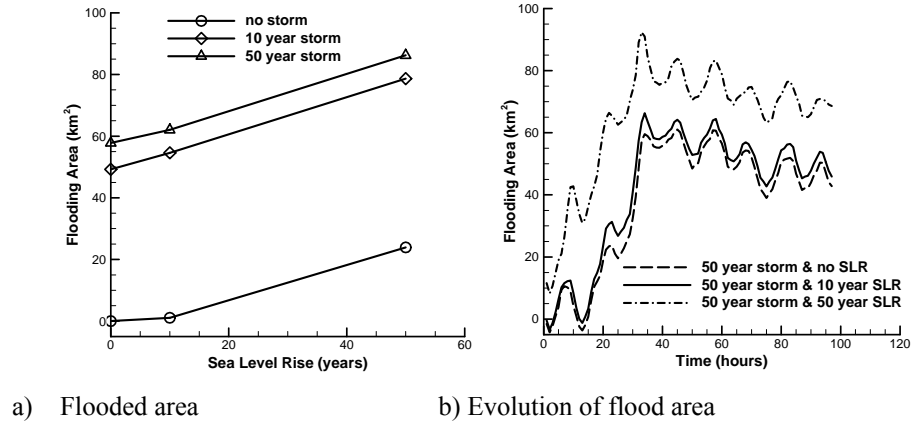 100
80
60
40
20
0
Flooding Area (km²)
no storm
10 year storm
50 year storm
0
20
40
60
Sea Level Rise (years)
100
80
60
40
20
0
Flooding Area (km²)
50 year storm & no SLR
50 year storm & 10 year SLR
50 year storm & 50 year SLR
0
20
40
60
80
100
120
Time (hours)
a) Flooded area
b) Evolution of flood area